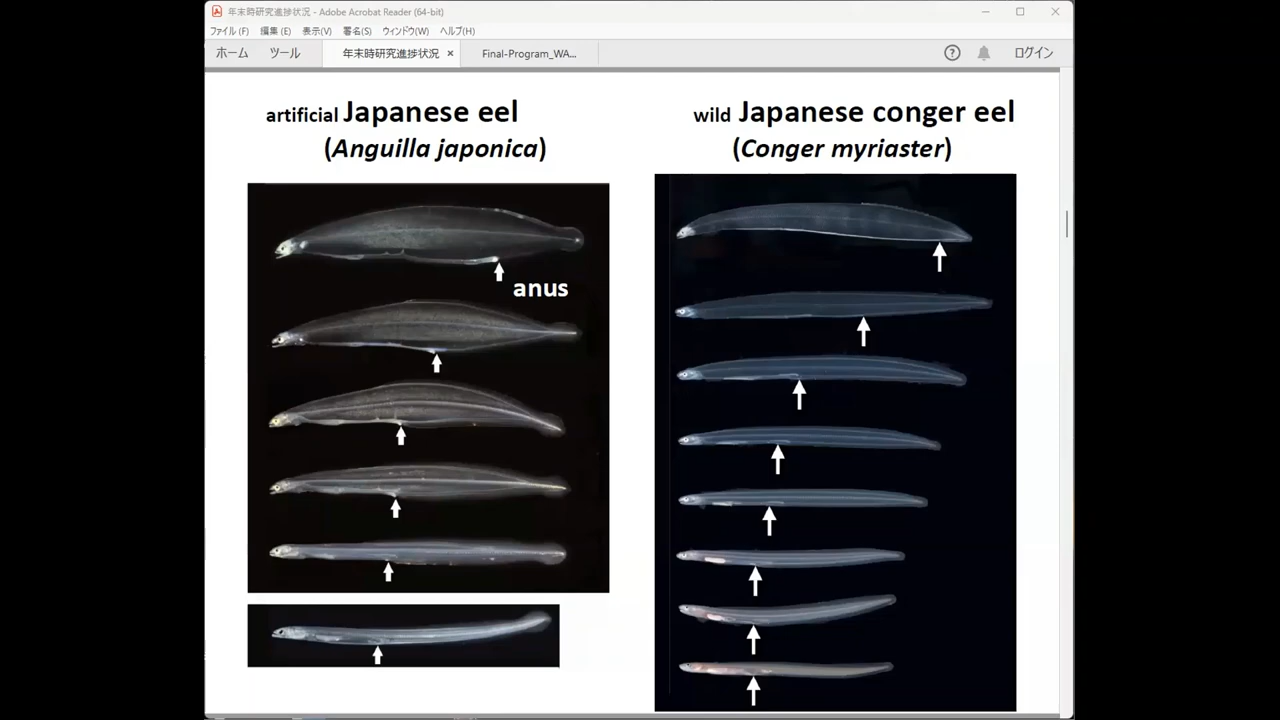 年末時研究進捗状況 - Adobe Acrobat Reader (64-bit)
ファイル(F) 編集(E) 表示(V) 署名(S) ウィンドウ(W) ヘルプ(H)
ホーム ツール 年末時研究進捗状況 × Final-Program_WA... ログイン
artificial Japanese eel
(Anguilla japonica)
anus
wild Japanese conger eel
(Conger myriaster)